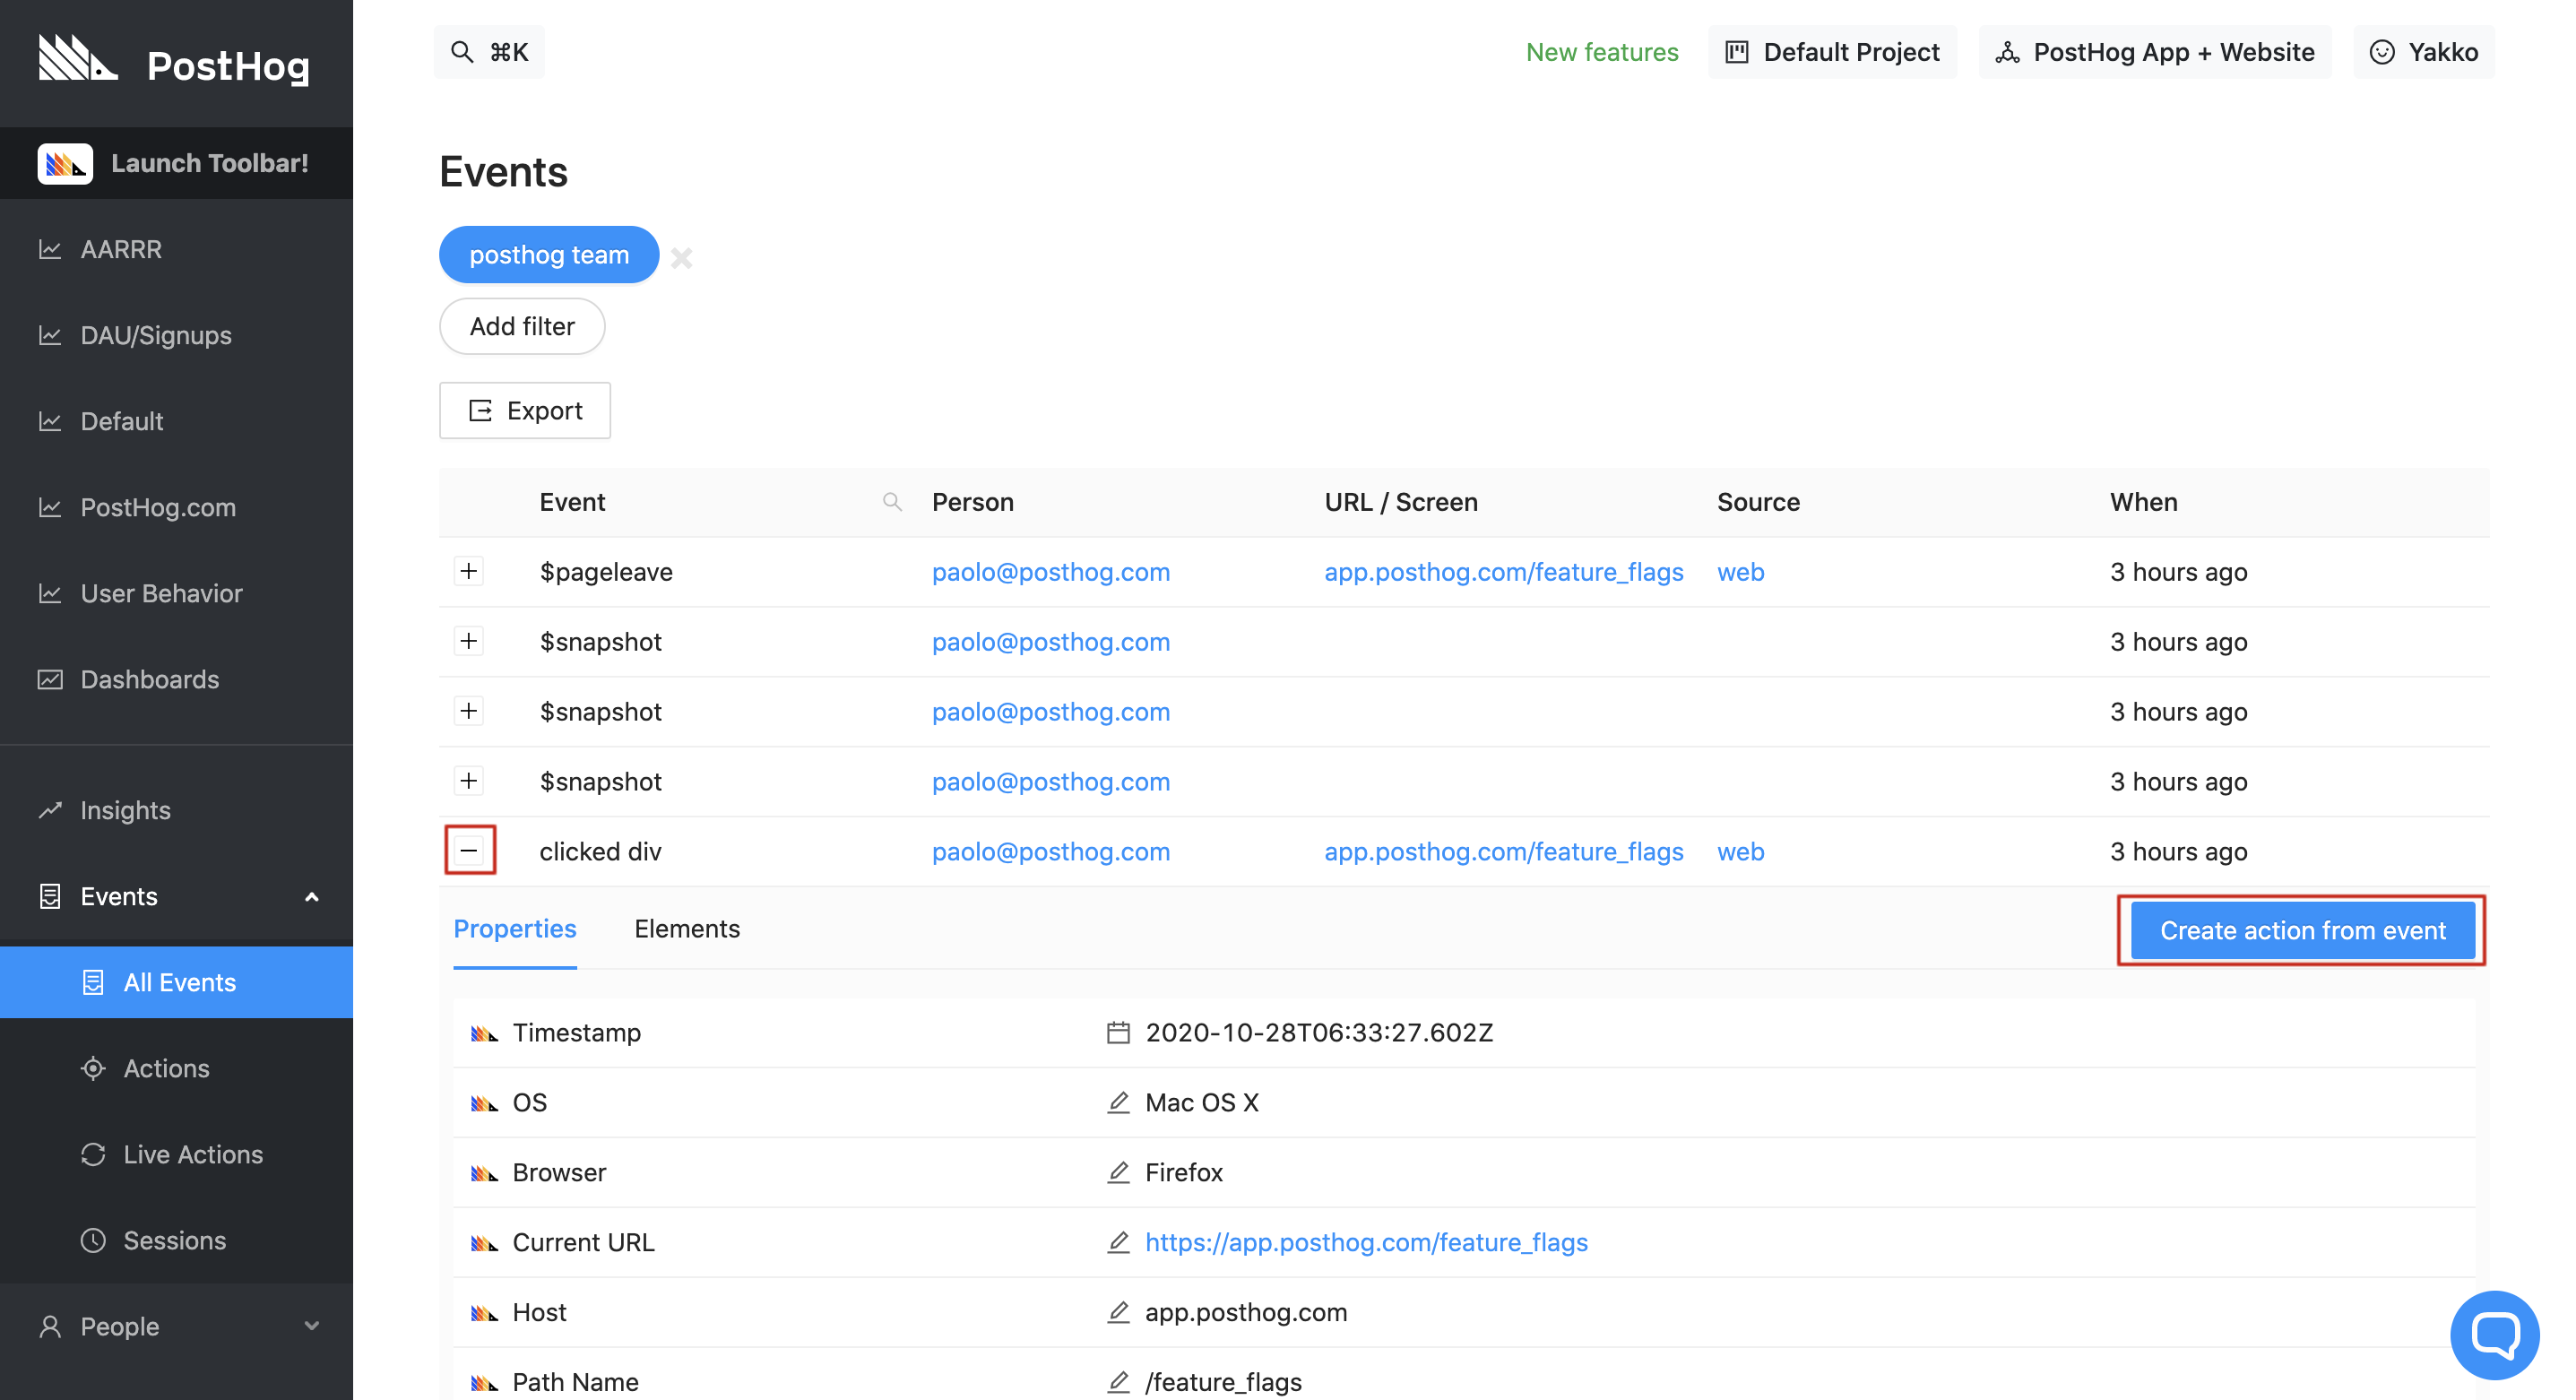 PostHog
⌘K
New features
Default Project
PostHog App + Website
Yakko
Launch Toolbar!
AARRR
DAU/Signups
Default
PostHog.com
User Behavior
Dashboards
Insights
Events
All Events
Actions
Live Actions
Sessions
People
Events
posthog team
Add filter
Export
Event Person URL / Screen Source When
$pageleave paolo@posthog.com app.posthog.com/feature_flags web 3 hours ago
$snapshot paolo@posthog.com 3 hours ago
$snapshot paolo@posthog.com 3 hours ago
$snapshot paolo@posthog.com 3 hours ago
clicked div paolo@posthog.com app.posthog.com/feature_flags web 3 hours ago
Properties Elements Create action from event
Timestamp 2020-10-28T06:33:27.602Z
OS Mac OS X
Browser Firefox
Current URL https://app.posthog.com/feature_flags
Host app.posthog.com
Path Name /feature_flags